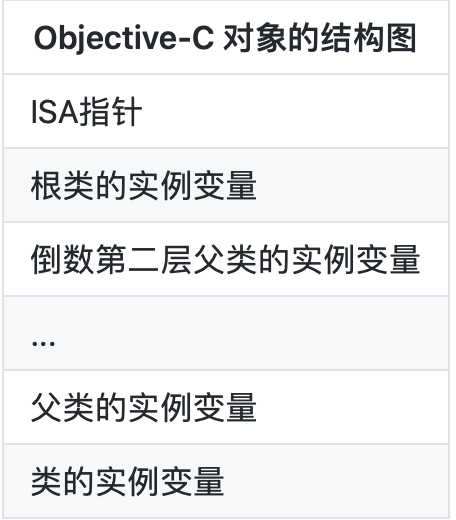 Objective-C 对象的结构图
ISA指针
根类的实例变量
倒数第二层父类的实例变量
...
父类的实例变量
类的实例变量